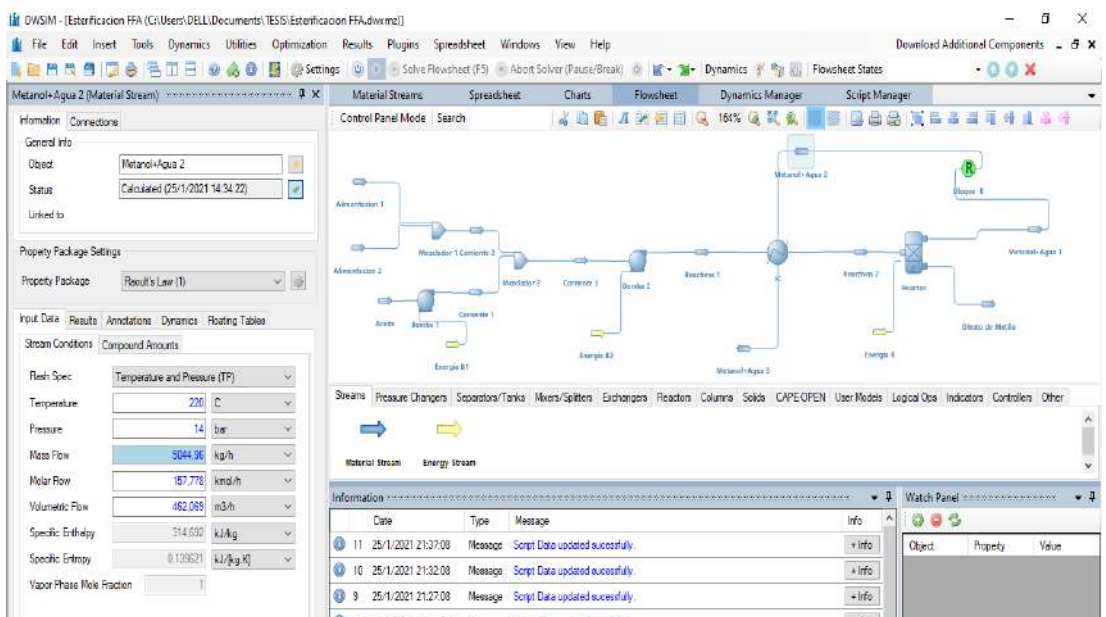 DWSIM - [Esterificacion FFA (C:\Users\DELL\Documents\TESIS\Esterificacion FFA.dwxmz)]
File Edit Insert Tools Dynamics Utilities Optimization Results Plugins Spreedsheet Windows View Help Download Additional Components
Settings Solve Flowsheet (F5) Abort Solver (Pause/Break) Dynamics Flowsheet States
Metanol+Agua 2 (Material Stream)
Material Streams Spreadsheet Charts Flowsheet Dynamics Manager Script Manager
Information Connections
Control Panel Mode Search 164%
General Info
Object Metanol+Agua 2
Status Calculated (25/1/2021 14:34:22)
Linked to
Property Package Settings
Property Package Raoult's Law (1)
Input Data Results Annotations Dynamics Floating Tables
Stream Conditions Compound Amounts
Flash Spec Temperature and Pressure (TP)
Temperature 220 C
Pressure 14 bar
Mass Flow 5044,96 kg/h
Molar Flow 157,778 kmol/h
Volumetric Flow 462,069 m3/h
Specific Enthalpy 314,692 kJ/kg
Specific Entropy 0,139621 kJ/[kg.K]
Vapor Phase Mole Fraction 1
Metanol+Agua 2
R
Bloque R
Alimentacion 1
Mezclador 1 Corriente 2
Metanol+Agua 1
Alimentacion 2
Mezclador 2 Corriente 3 Bomba 2
Reactivos 1
IC
Reactivos 2
Reactor
Aceite Bomba 1 Corriente 1
Oleato de Metilo
Energia B1
Energia B2
Metanol+Agua 3
Energia R
Streams Pressure Changers Separators/Tanks Mixers/Splitters Exchangers Reactors Columns Solids CAPE-OPEN User Models Logical Ops Indicators Controllers Other
Material Stream Energy Stream
Information
Watch Panel
Date Type Message Info
Object Property Value
11 25/1/2021 21:37:08 Message Script Data updated sucessfully. + Info
10 25/1/2021 21:32:08 Message Script Data updated sucessfully. + Info
9 25/1/2021 21:27:08 Message Script Data updated sucessfully. + Info